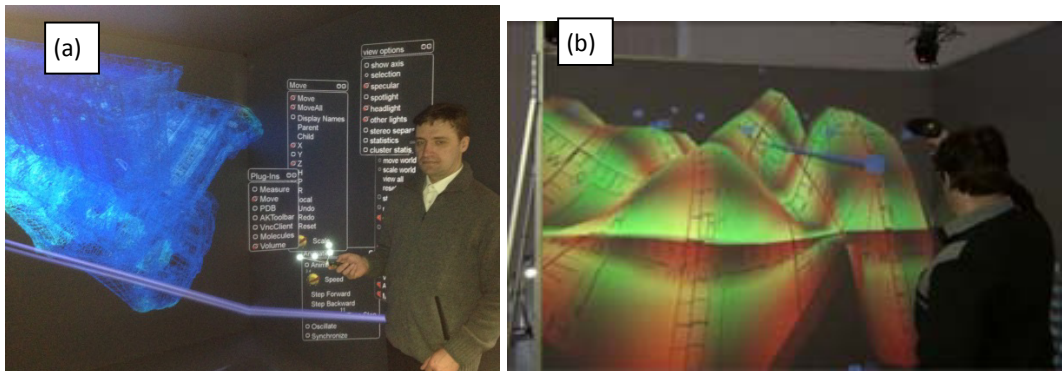 (a)
view options
show axis
selection
specular
spotlight
headlight
other lights
stereo separ
statistics
cluster statis
move world
scale world
view all
Move
Move
MoveAll
Display Names
Parent
Child
X
Y
Z
H
P
R
local
Undo
Redo
Reset
Scale
Plug-Ins
Measure
Move
PDB
AKToolbar
VncClient
Molecules
Volume
Speed
Step Forward
Step Backward
Oscillate
Synchronize
(b)